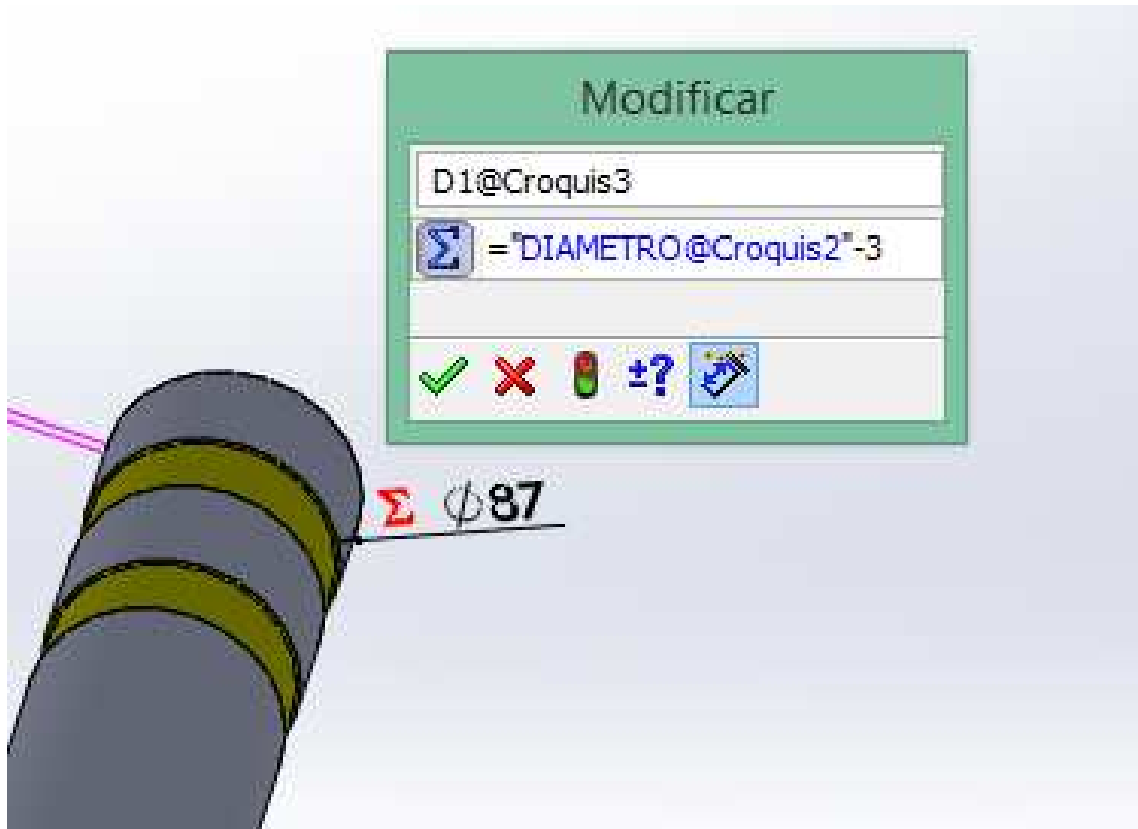 Modificar
D1@Croquis3
Σ ="DIAMETRO@Croquis2"-3
±?
Σ ⌀87